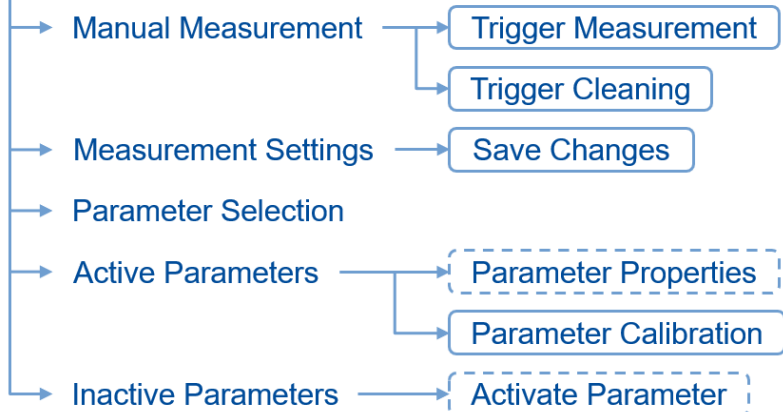 Manual Measurement
Trigger Measurement
Trigger Cleaning
Measurement Settings
Save Changes
Parameter Selection
Active Parameters
Parameter Properties
Parameter Calibration
Inactive Parameters
Activate Parameter